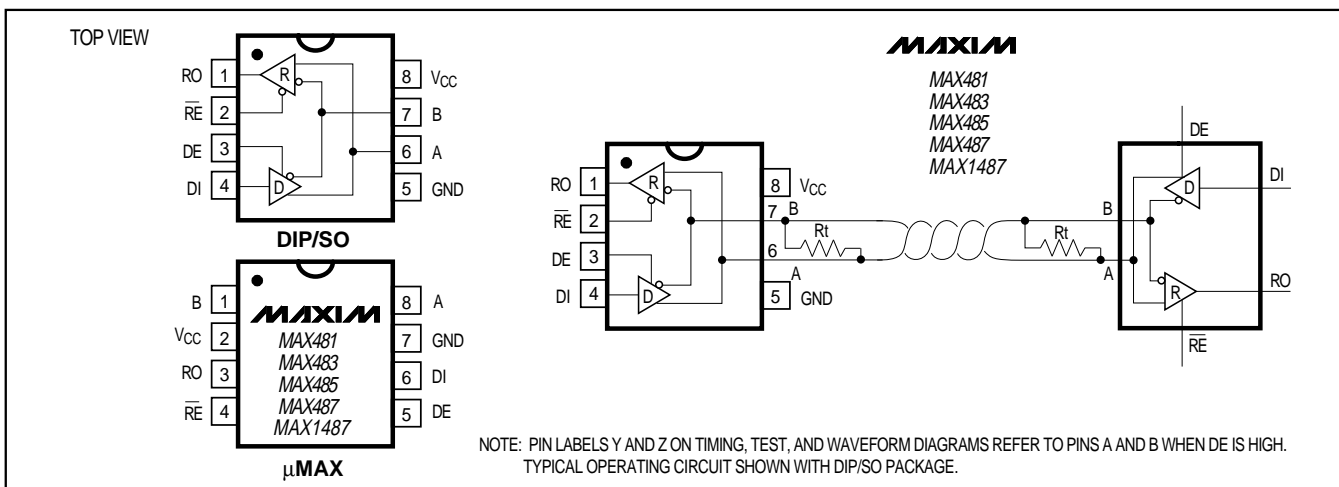 TOP VIEW
RO 1
R̅E̅ 2
DE 3
DI 4
8 VCC
7 B
6 A
5 GND
R
D
DIP/SO
B 1
VCC 2
RO 3
R̅E̅ 4
8 A
7 GND
6 DI
5 DE
MAXIM
MAX481
MAX483
MAX485
MAX487
MAX1487
µMAX
MAXIM
MAX481
MAX483
MAX485
MAX487
MAX1487
RO 1
R̅E̅ 2
DE 3
DI 4
R
D
8 VCC
7 B
6
A
5 GND
Rt
Rt
B
A
DE
D
DI
R
RO
R̅E̅
NOTE: PIN LABELS Y AND Z ON TIMING, TEST, AND WAVEFORM DIAGRAMS REFER TO PINS A AND B WHEN DE IS HIGH.
TYPICAL OPERATING CIRCUIT SHOWN WITH DIP/SO PACKAGE.